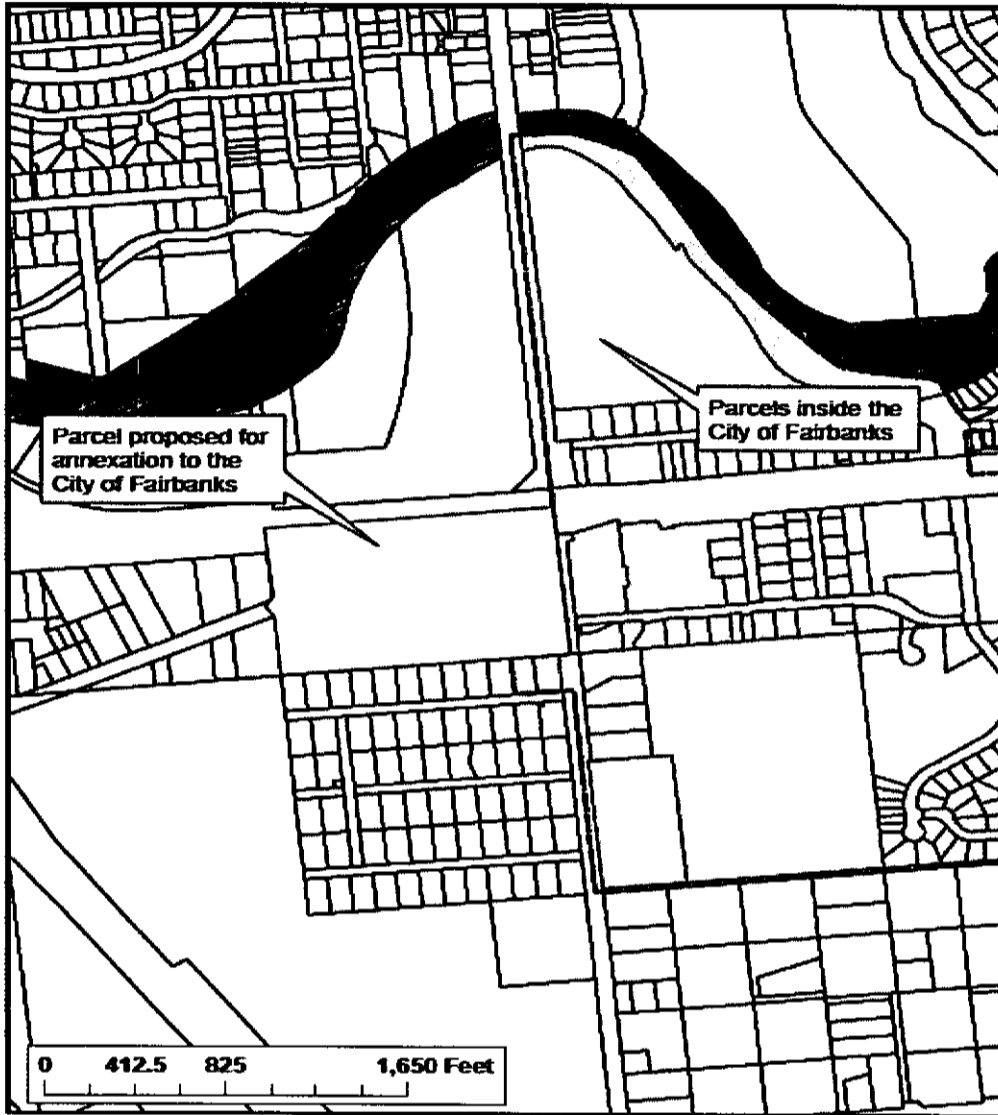 Parcels inside the
City of Fairbanks
Parcel proposed for
annexation to the
City of Fairbanks
0 412.5 825 1,650 Feet